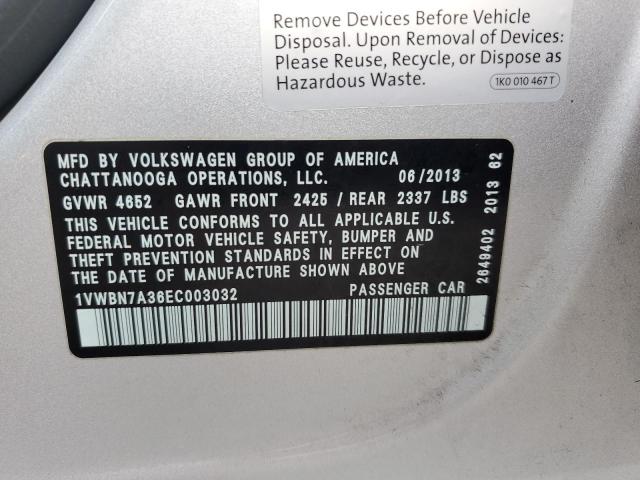 Remove Devices Before Vehicle
Disposal. Upon Removal of Devices:
Please Reuse, Recycle, or Dispose as
Hazardous Waste.
1K0 010 467 T
MFD BY VOLKSWAGEN GROUP OF AMERICA
CHATTANOOGA OPERATIONS, LLC. 06/2013
GVWR 4652 GAWR FRONT 2425 / REAR 2337 LBS
THIS VEHICLE CONFORMS TO ALL APPLICABLE U.S.
FEDERAL MOTOR VEHICLE SAFETY, BUMPER AND
THEFT PREVENTION STANDARDS IN EFFECT ON
THE DATE OF MANUFACTURE SHOWN ABOVE
1VWBN7A36EC003032 PASSENGER CAR
2649402 2013 62